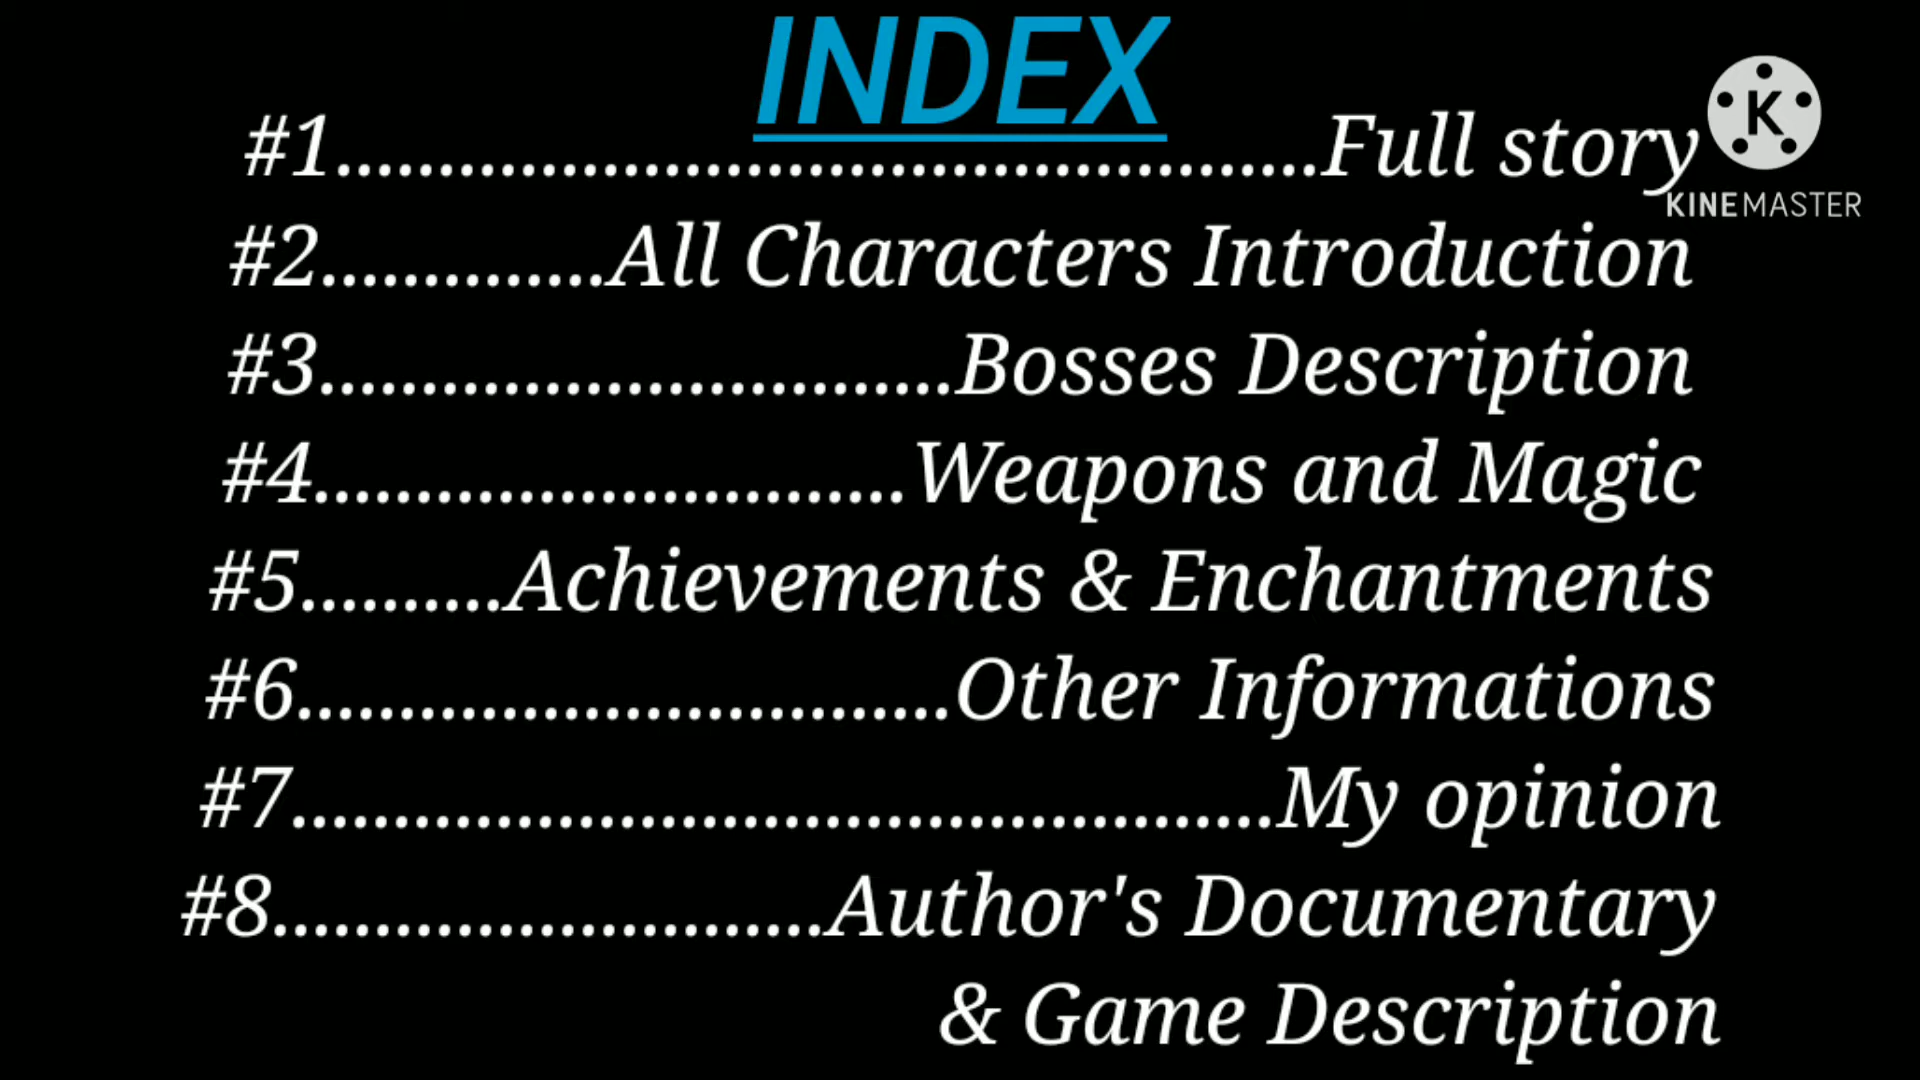 INDEX
#1................................................Full story
K
KINEMASTER
#2..............All Characters Introduction
#3...............................Bosses Description
#4.............................Weapons and Magic
#5..........Achievements & Enchantments
#6................................Other Informations
#7................................................My opinion
#8...........................Author's Documentary
& Game Description